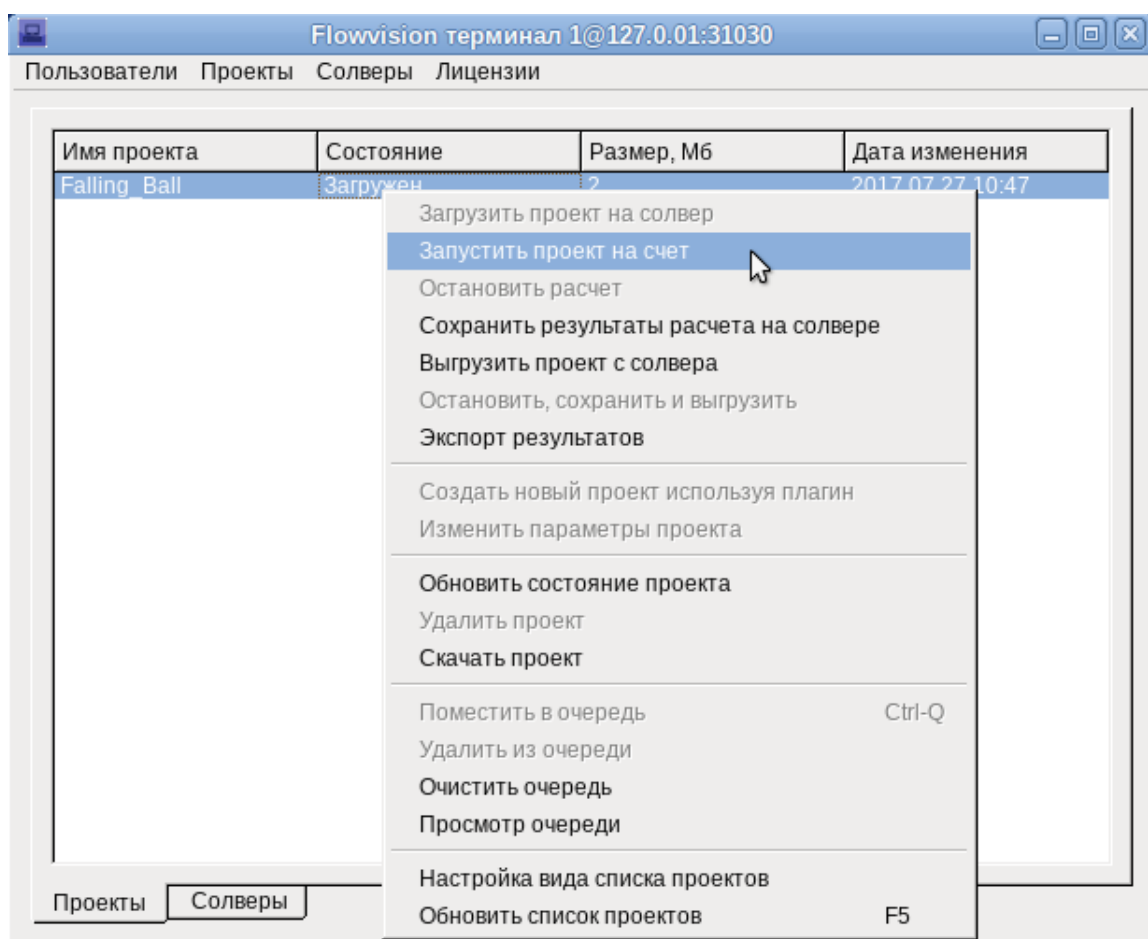 Flowvision терминал 1@127.0.01:31030
Пользователи Проекты Солверы Лицензии
Имя проекта Состояние Размер, Мб Дата изменения
Falling_Ball Загружен 2 2017 07 27 10:47
Загрузить проект на солвер
Запустить проект на счет
Остановить расчет
Сохранить результаты расчета на солвере
Выгрузить проект с солвера
Остановить, сохранить и выгрузить
Экспорт результатов
Создать новый проект используя плагин
Изменить параметры проекта
Обновить состояние проекта
Удалить проект
Скачать проект
Поместить в очередь Ctrl-Q
Удалить из очереди
Очистить очередь
Просмотр очереди
Настройка вида списка проектов
Обновить список проектов F5
Проекты Солверы